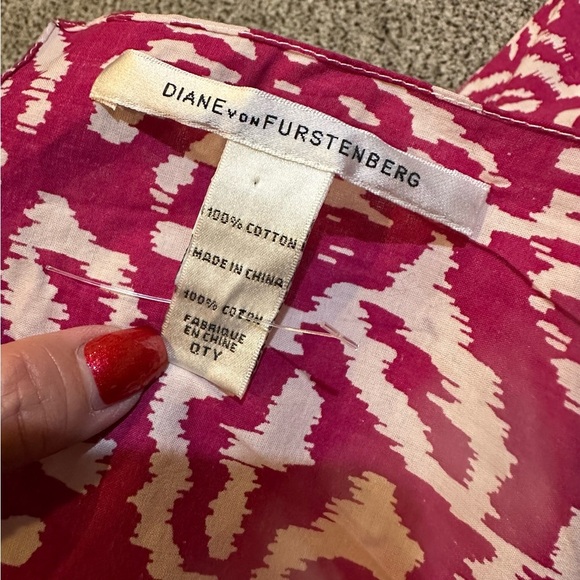 DIANE VON FURSTENBERG
100% COTTON
MADE IN CHINA
100% COTON
FABRIQUE
EN CHINE
QTY